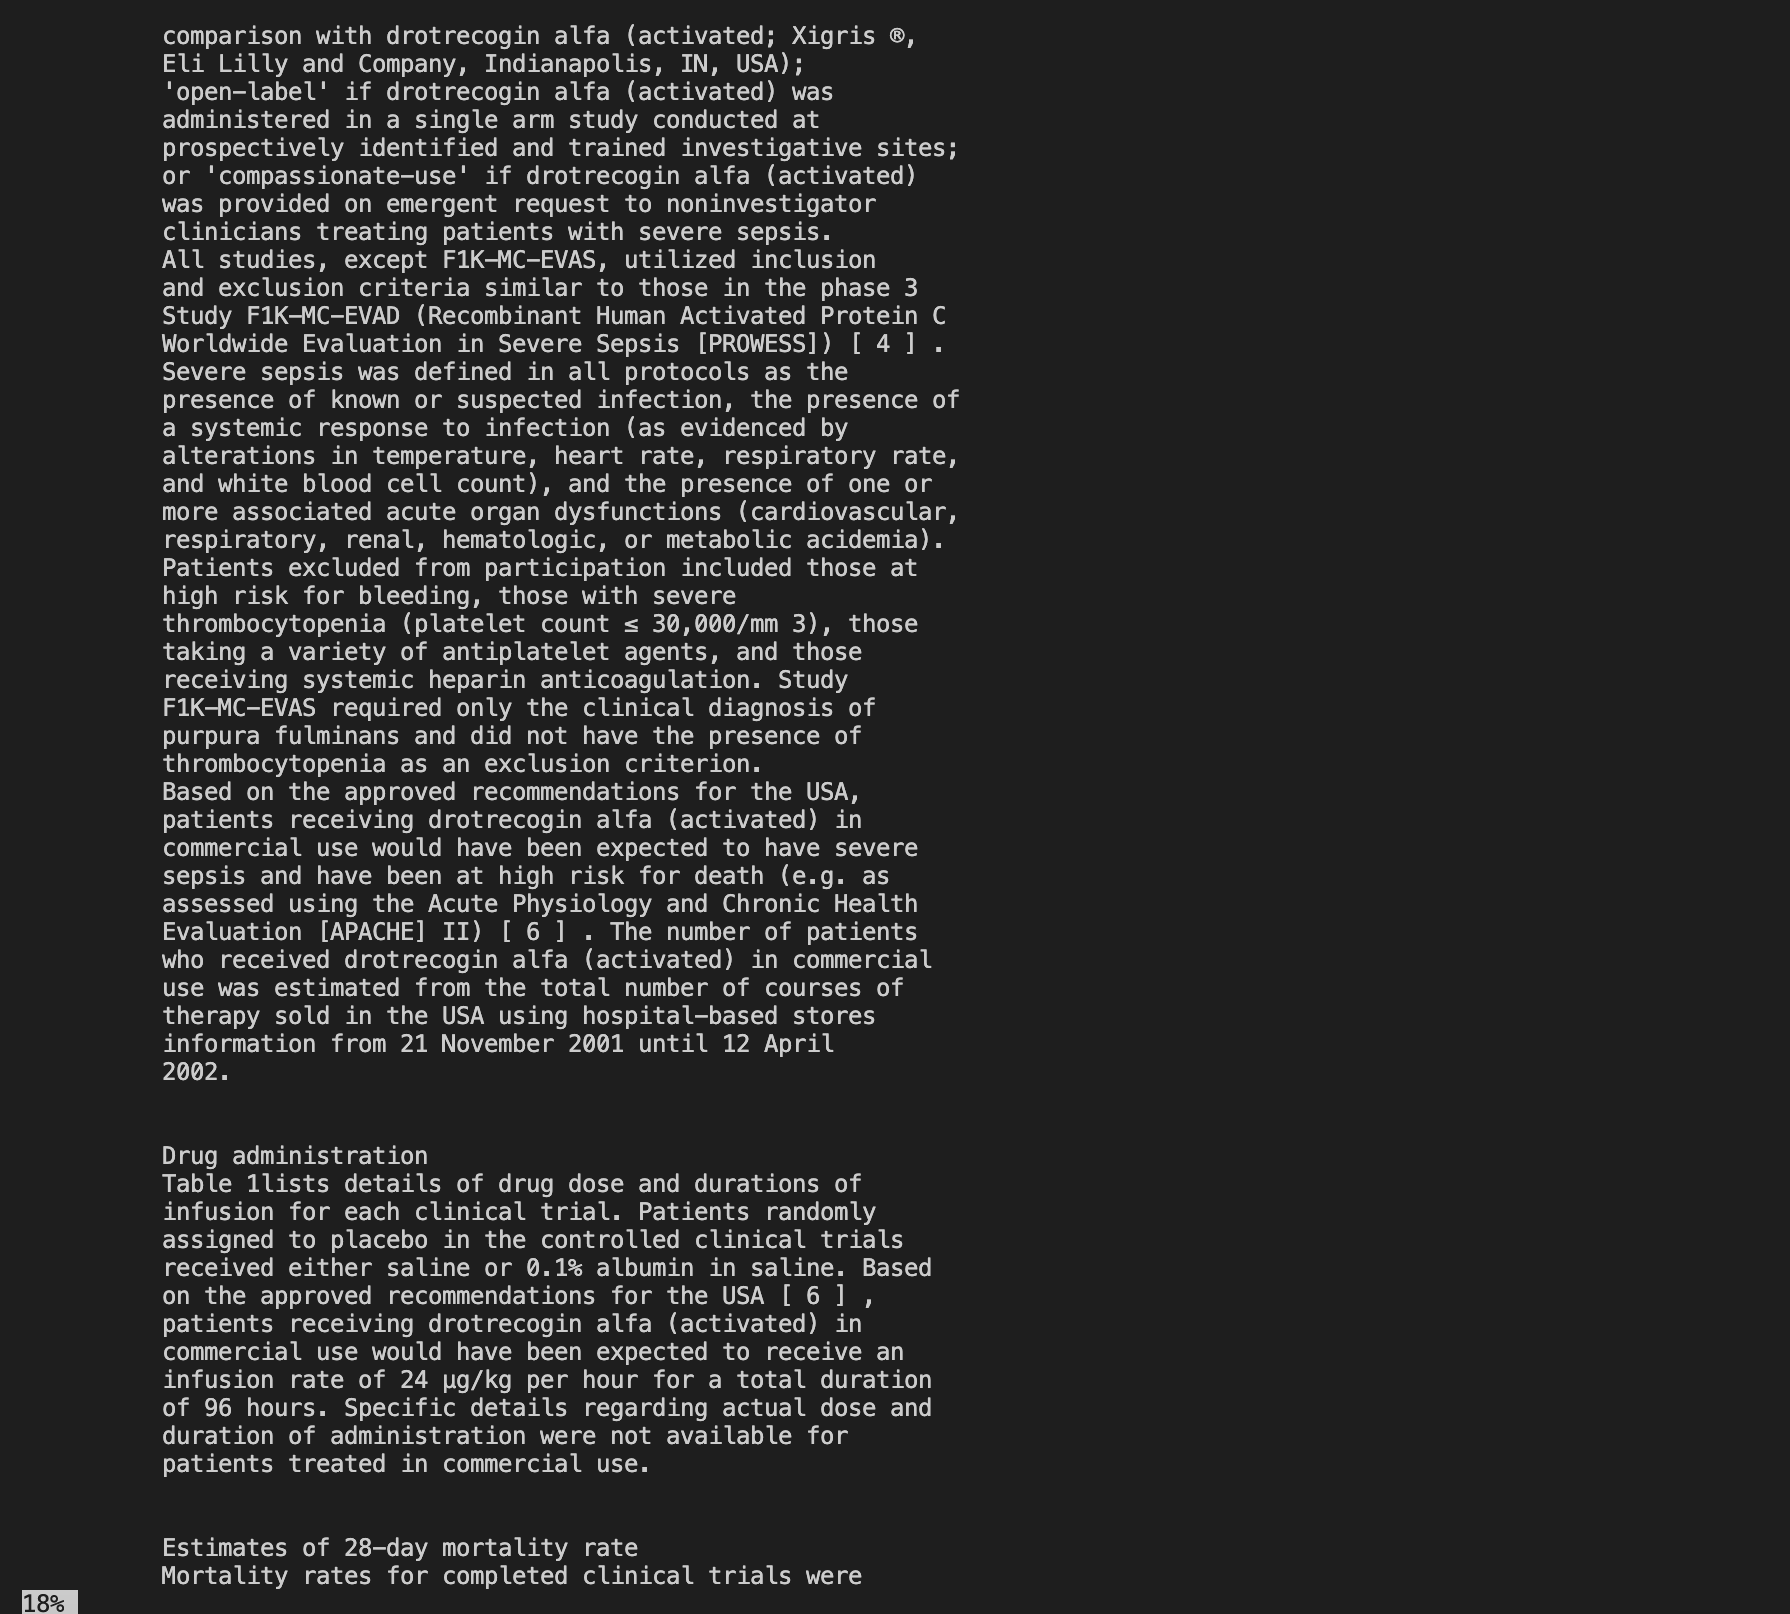 comparison with drotrecogin alfa (activated; Xigris ®,
Eli Lilly and Company, Indianapolis, IN, USA);
'open-label' if drotrecogin alfa (activated) was
administered in a single arm study conducted at
prospectively identified and trained investigative sites;
or 'compassionate-use' if drotrecogin alfa (activated)
was provided on emergent request to noninvestigator
clinicians treating patients with severe sepsis.
All studies, except F1K-MC-EVAS, utilized inclusion
and exclusion criteria similar to those in the phase 3
Study F1K-MC-EVAD (Recombinant Human Activated Protein C
Worldwide Evaluation in Severe Sepsis [PROWESS]) [ 4 ] .
Severe sepsis was defined in all protocols as the
presence of known or suspected infection, the presence of
a systemic response to infection (as evidenced by
alterations in temperature, heart rate, respiratory rate,
and white blood cell count), and the presence of one or
more associated acute organ dysfunctions (cardiovascular,
respiratory, renal, hematologic, or metabolic acidemia).
Patients excluded from participation included those at
high risk for bleeding, those with severe
thrombocytopenia (platelet count ≤ 30,000/mm 3), those
taking a variety of antiplatelet agents, and those
receiving systemic heparin anticoagulation. Study
F1K-MC-EVAS required only the clinical diagnosis of
purpura fulminans and did not have the presence of
thrombocytopenia as an exclusion criterion.
Based on the approved recommendations for the USA,
patients receiving drotrecogin alfa (activated) in
commercial use would have been expected to have severe
sepsis and have been at high risk for death (e.g. as
assessed using the Acute Physiology and Chronic Health
Evaluation [APACHE] II) [ 6 ] . The number of patients
who received drotrecogin alfa (activated) in commercial
use was estimated from the total number of courses of
therapy sold in the USA using hospital-based stores
information from 21 November 2001 until 12 April
2002.
Drug administration
Table 1lists details of drug dose and durations of
infusion for each clinical trial. Patients randomly
assigned to placebo in the controlled clinical trials
received either saline or 0.1% albumin in saline. Based
on the approved recommendations for the USA [ 6 ] ,
patients receiving drotrecogin alfa (activated) in
commercial use would have been expected to receive an
infusion rate of 24 μg/kg per hour for a total duration
of 96 hours. Specific details regarding actual dose and
duration of administration were not available for
patients treated in commercial use.
Estimates of 28-day mortality rate
Mortality rates for completed clinical trials were
18%